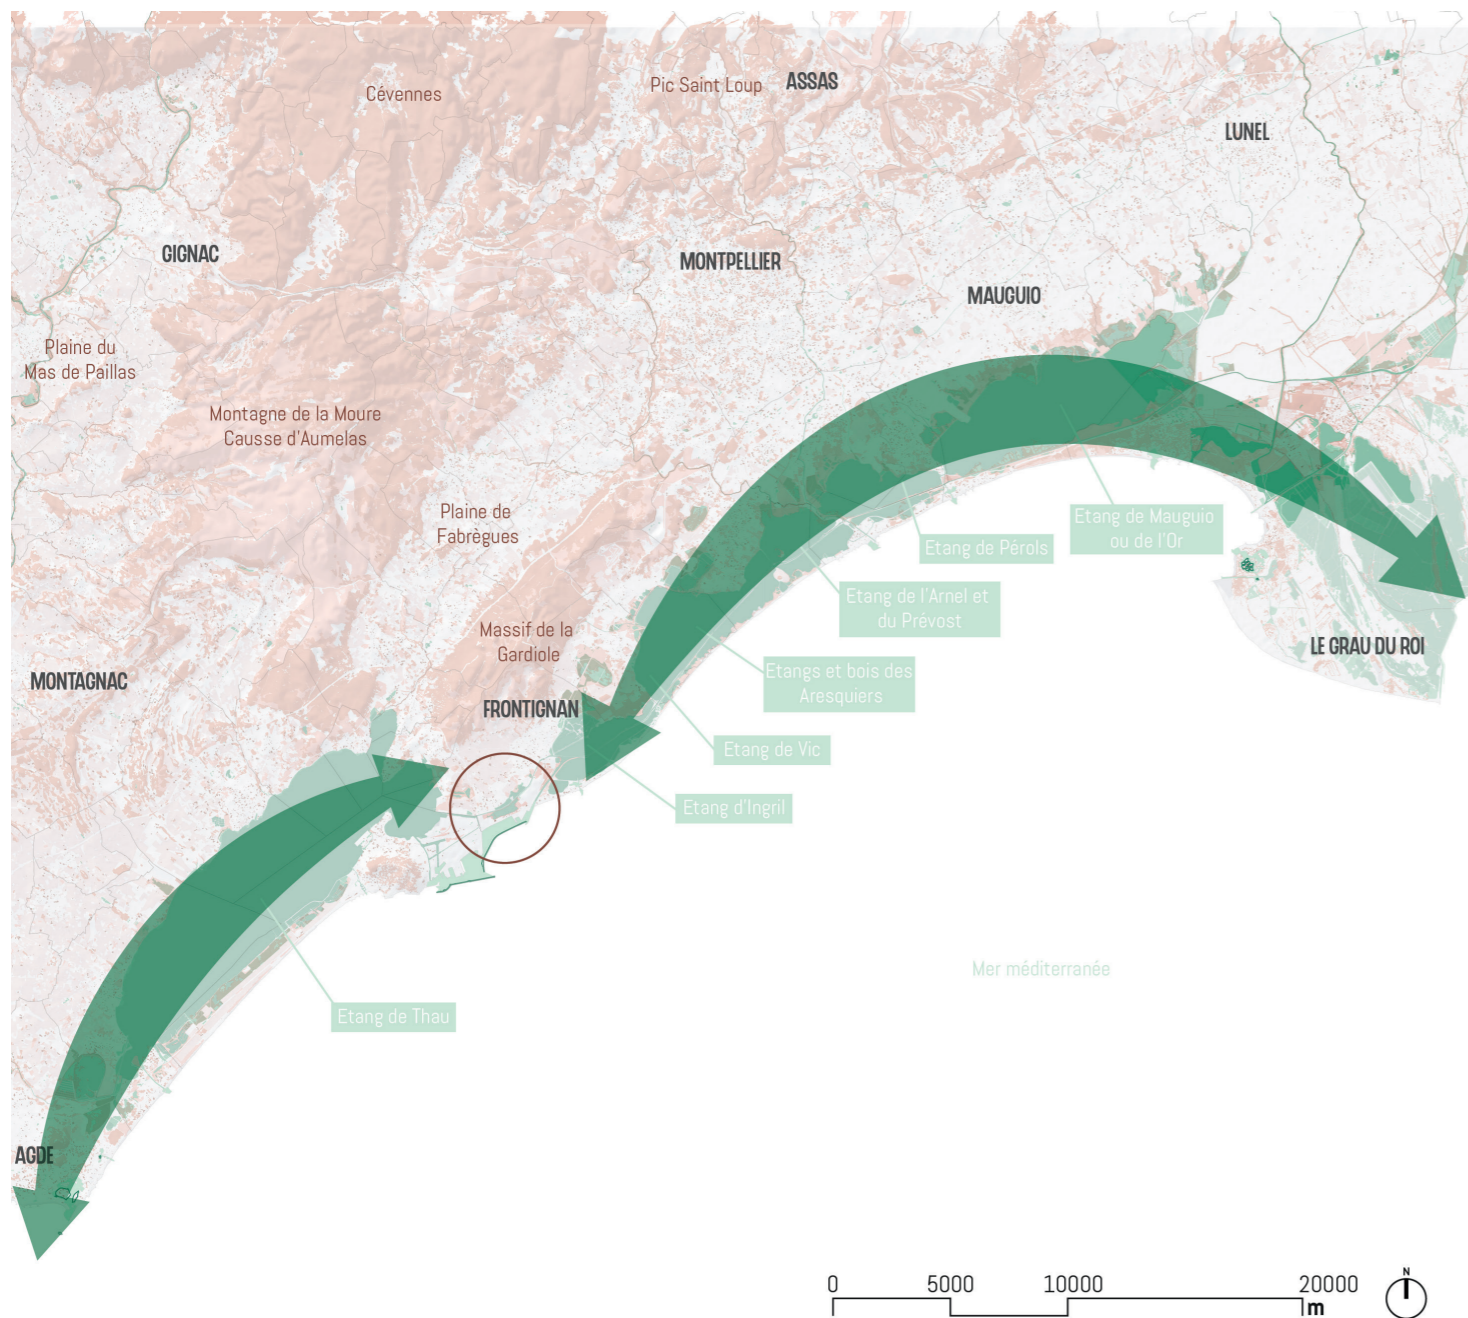 Cévennes
Pic Saint Loup
ASSAS
LUNEL
GIGNAC
MONTPELLIER
MAUGUIO
Plaine du
Mas de Paillas
Montagne de la Moure
Causse d'Aumelas
Plaine de
Fabrègues
Etang de Mauguio
ou de l'Or
Etang de Pérols
Etang de l'Arnel et
du Prévost
Massif de la
Gardiole
LE GRAU DU ROI
Etangs et bois des
Aresquiers
MONTAGNAC
FRONTIGNAN
Etang de Vic
Etang d'Ingril
Mer méditerranée
Etang de Thau
AGDE
N
0 5000 10000 20000
m